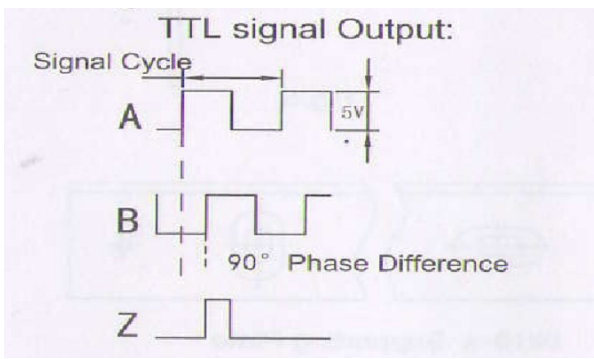 TTL signal Output:
Signal Cycle
A
5V
B
90° Phase Difference
Z